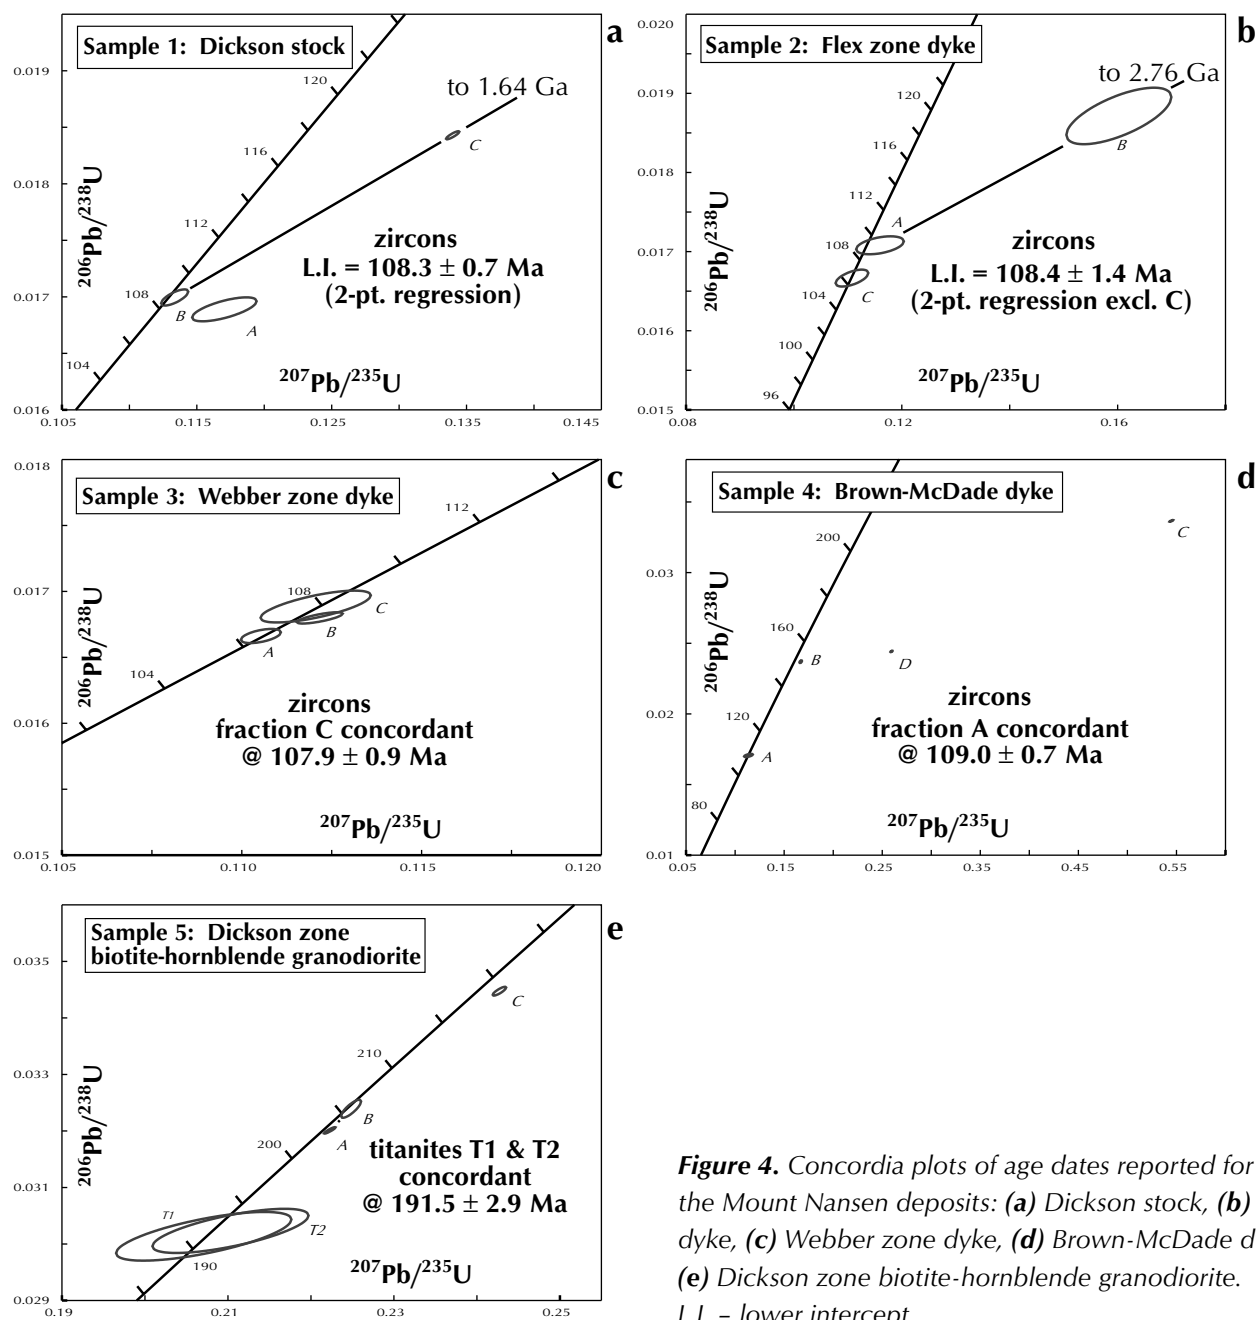 Sample 1: Dickson stock
a
0.019
0.018
0.017
0.016
206Pb/238U
120
116
112
108
104
to 1.64 Ga
C
B
A
zircons
L.I. = 108.3 ± 0.7 Ma
(2-pt. regression)
207Pb/235U
0.105
0.115
0.125
0.135
0.145
Sample 2: Flex zone dyke
b
0.020
0.019
0.018
0.017
0.016
0.015
206Pb/238U
120
116
112
108
104
100
96
to 2.76 Ga
B
A
C
zircons
L.I. = 108.4 ± 1.4 Ma
(2-pt. regression excl. C)
207Pb/235U
0.08
0.12
0.16
Sample 3: Webber zone dyke
c
0.018
0.017
0.016
0.015
206Pb/238U
112
108
104
C
B
A
zircons
fraction C concordant
@ 107.9 ± 0.9 Ma
207Pb/235U
0.105
0.110
0.115
0.120
Sample 4: Brown-McDade dyke
d
0.03
0.02
0.01
206Pb/238U
200
160
120
80
C
B
D
A
zircons
fraction A concordant
@ 109.0 ± 0.7 Ma
207Pb/235U
0.05
0.15
0.25
0.35
0.45
0.55
Sample 5: Dickson zone
biotite-hornblende granodiorite
e
0.035
0.033
0.031
0.029
206Pb/238U
210
200
190
C
B
A
T1
T2
titanites T1 & T2
concordant
@ 191.5 ± 2.9 Ma
207Pb/235U
0.19
0.21
0.23
0.25
Figure 4. Concordia plots of age dates reported for
the Mount Nansen deposits: (a) Dickson stock, (b)
dyke, (c) Webber zone dyke, (d) Brown-McDade d
(e) Dickson zone biotite-hornblende granodiorite.
L.I. – lower intercept